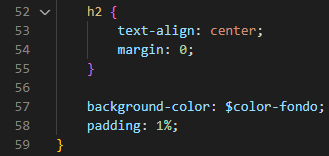 52 h2 {
53 text-align: center;
54 margin: 0;
55 }
56
57 background-color: $color-fondo;
58 padding: 1%;
59 }